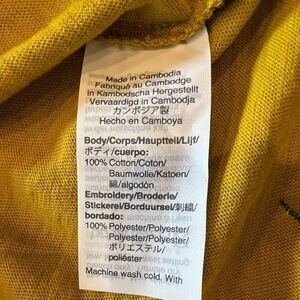 Made in Cambodia
Fabriqué au Cambodge
in Kambodscha Hergestellt
Vervaardigd in Cambodja
カンボジア製
Hecho en Camboya
Body/Corps/Hauptteil/Lijf/
ボディ/cuerpo:
100% Cotton/Coton/
Baumwolle/Katoen/
綿/algodón
Embroidery/Broderie/
Stickerei/Borduursel/刺繍/
bordado:
100% Polyester/Polyester/
Polyester/Polyester/
ポリエステル/
poliéster
Machine wash cold. With